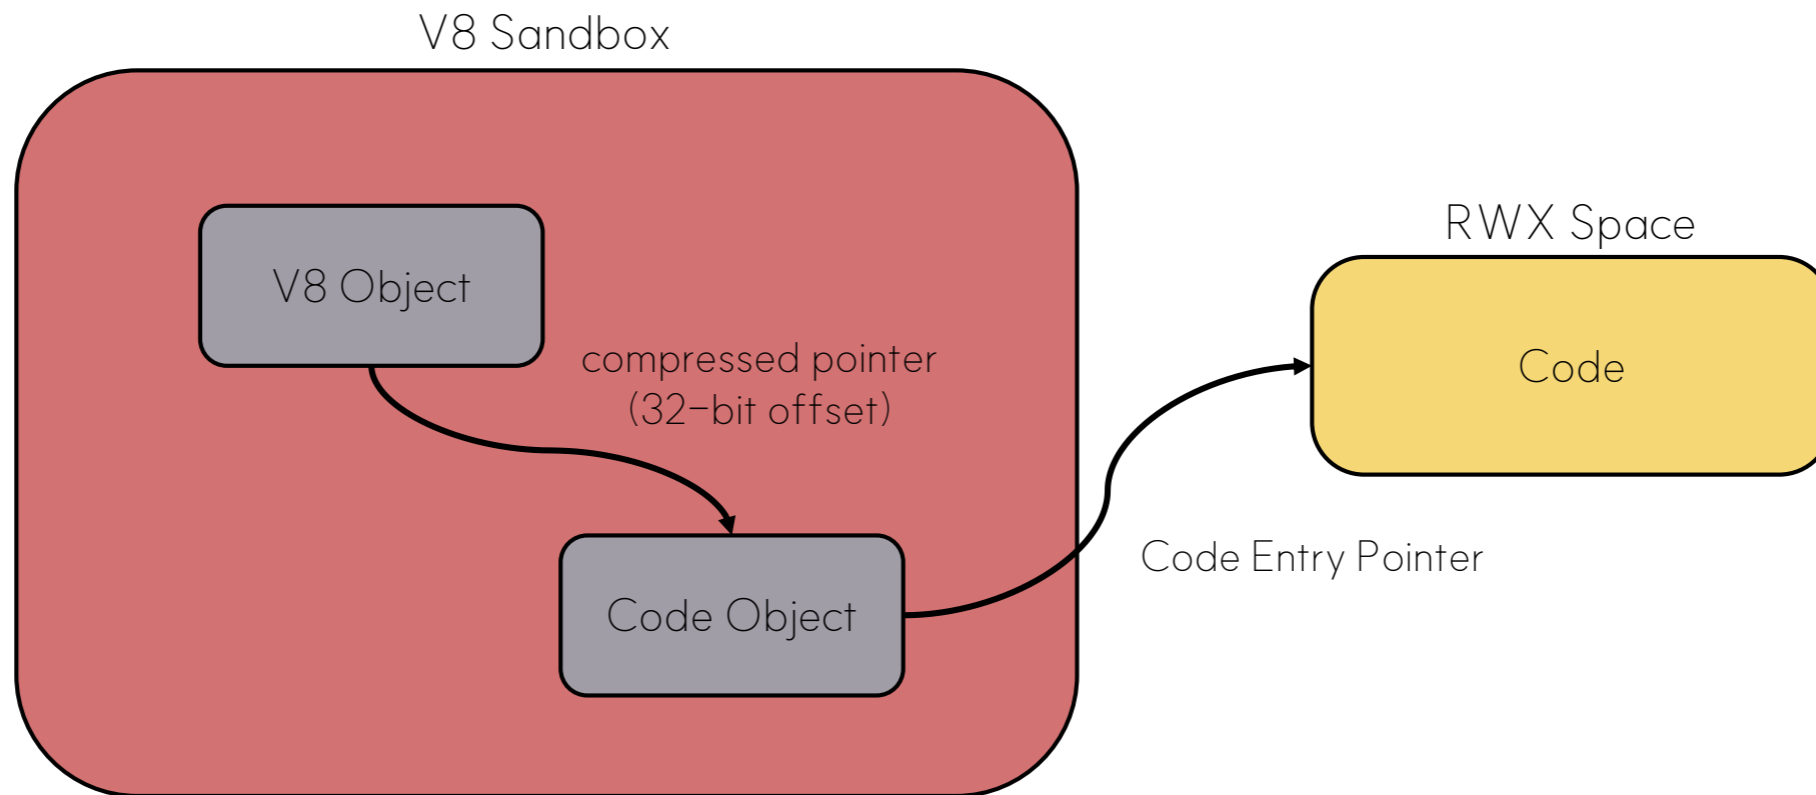 V8 Sandbox
V8 Object
compressed pointer
(32-bit offset)
Code Object
Code Entry Pointer
RWX Space
Code